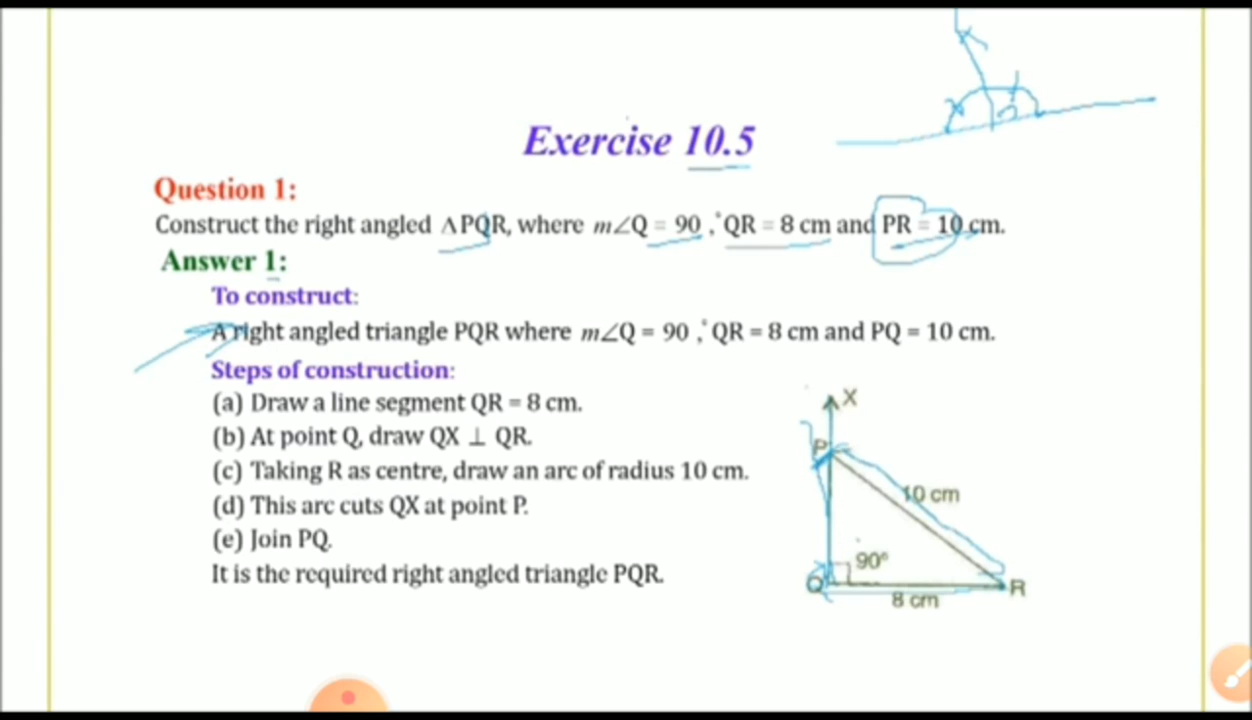 Exercise 10.5
Question 1:
Construct the right angled ΔPQR, where m∠Q = 90°, QR = 8 cm and PR = 10 cm.
Answer 1:
To construct:
A right angled triangle PQR where m∠Q = 90°, QR = 8 cm and PQ = 10 cm.
Steps of construction:
(a) Draw a line segment QR = 8 cm.
(b) At point Q, draw QX ⊥ QR.
(c) Taking R as centre, draw an arc of radius 10 cm.
(d) This arc cuts QX at point P.
(e) Join PQ.
It is the required right angled triangle PQR.
X
P
10 cm
90°
Q
R
8 cm